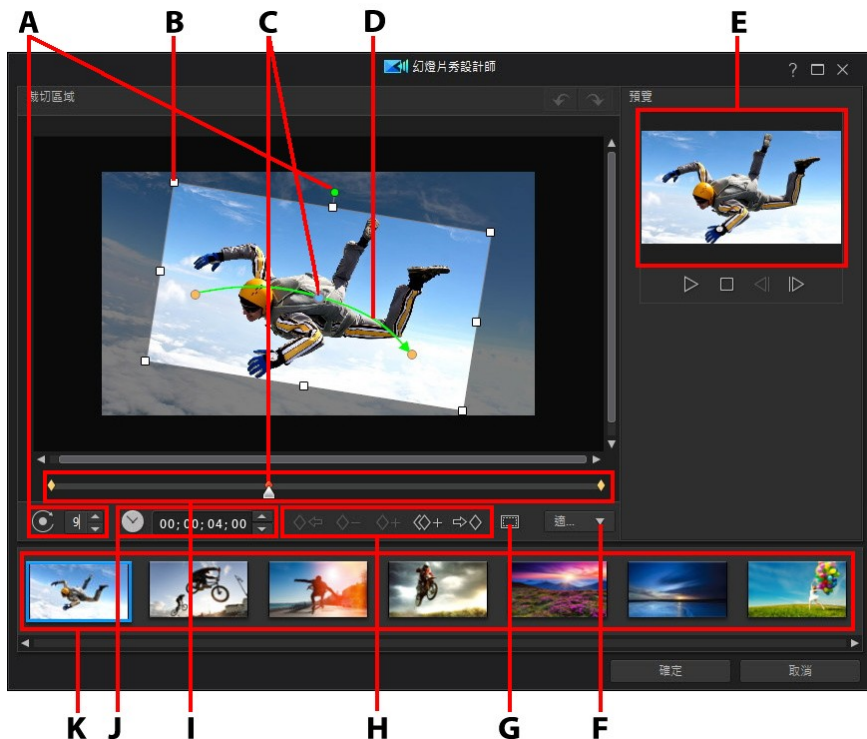 A B C D E
幻燈片秀設計師
?
裁切區域
預覽
9
00;00;04;00
適...
確定
取消
K J I H G F